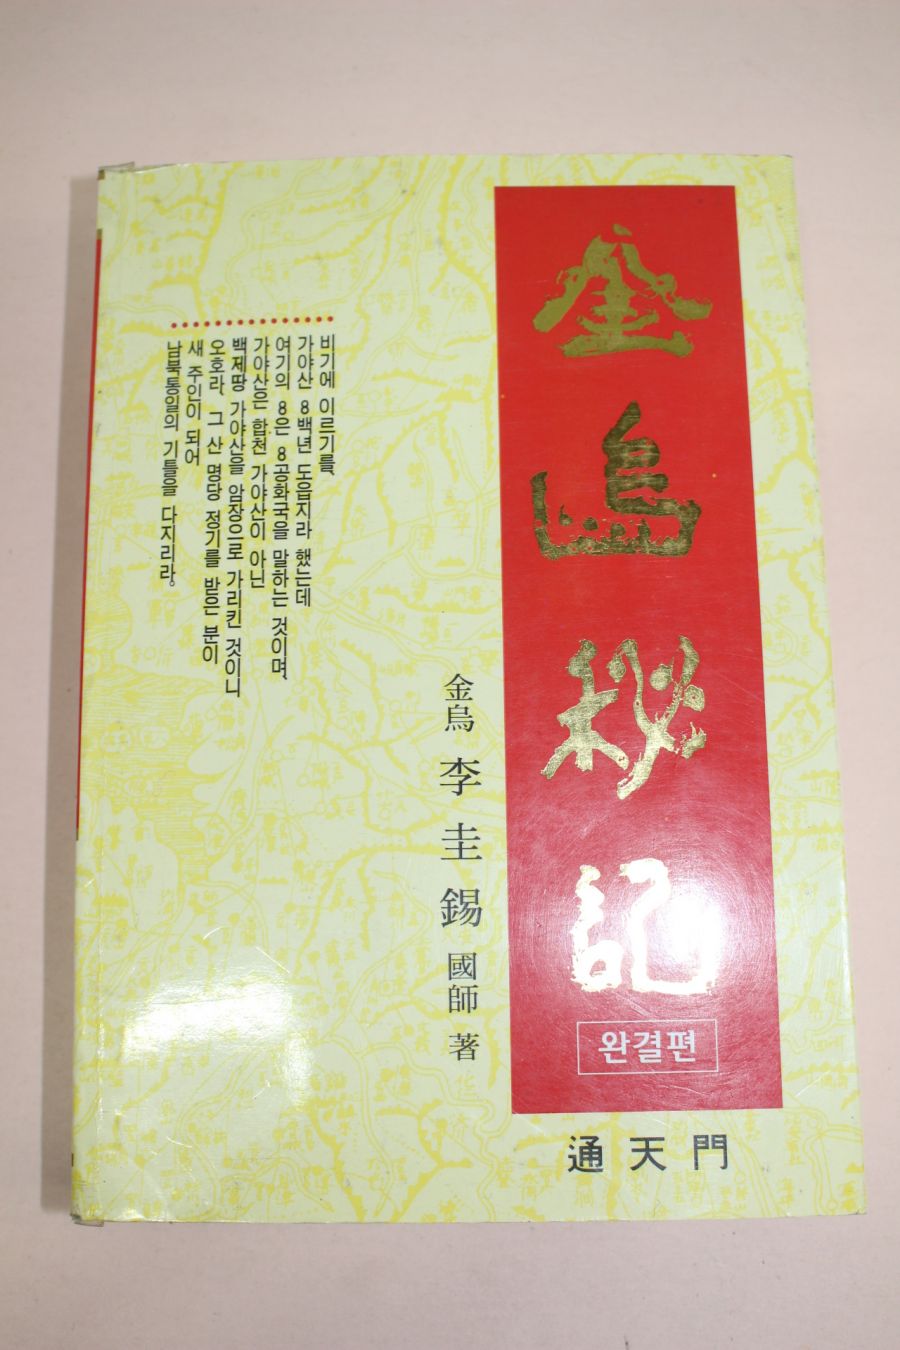 金烏秘記
완결편
通天門
金烏 李圭錫 國師 著
비기에 이르기를,
가야산 8백년 도읍지라 했는데
여기의 8은 8공화국을 말하는 것이며,
가야산은 합천 가야산이 아닌
백제땅 가야산을 암장으로 가리킨 것이니
오호라, 그 산 명당 정기를 받은 분이
새 주인이 되어
남북통일의 기틀을 다지리라.